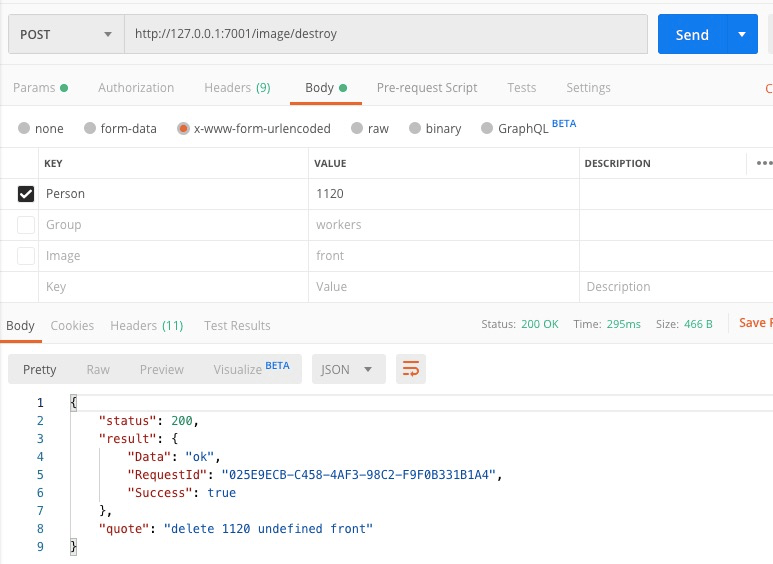 POST http://127.0.0.1:7001/image/destroy Send
Params Authorization Headers (9) Body Pre-request Script Tests Settings C
none form-data x-www-form-urlencoded raw binary GraphQL BETA
KEY VALUE DESCRIPTION
Person 1120
Group workers
Image front
Key Value Description
Body Cookies Headers (11) Test Results Status: 200 OK Time: 295ms Size: 466 B Save
Pretty Raw Preview Visualize BETA JSON
1 {
2 "status": 200,
3 "result": {
4 "Data": "ok",
5 "RequestId": "025E9ECB-C458-4AF3-98C2-F9F0B331B1A4",
6 "Success": true
7 },
8 "quote": "delete 1120 undefined front"
9 }